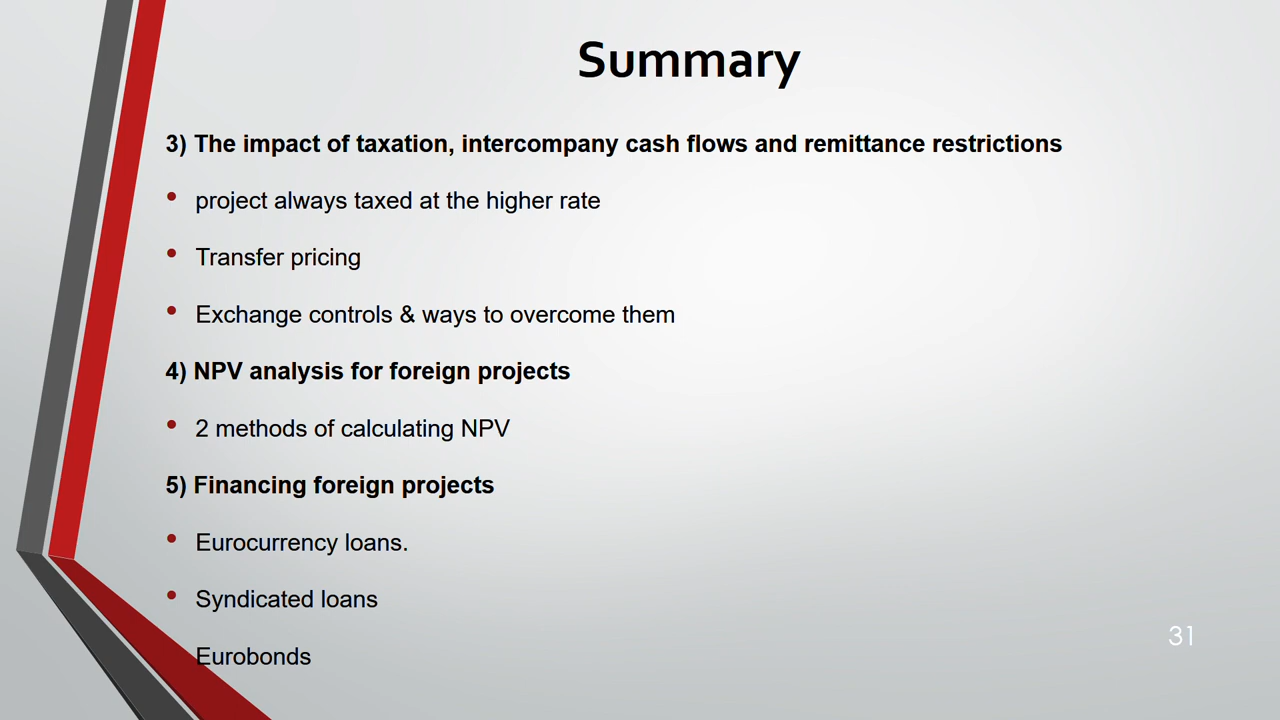 Summary
3) The impact of taxation, intercompany cash flows and remittance restrictions
• project always taxed at the higher rate
• Transfer pricing
• Exchange controls & ways to overcome them
4) NPV analysis for foreign projects
• 2 methods of calculating NPV
5) Financing foreign projects
• Eurocurrency loans.
• Syndicated loans
Eurobonds
31